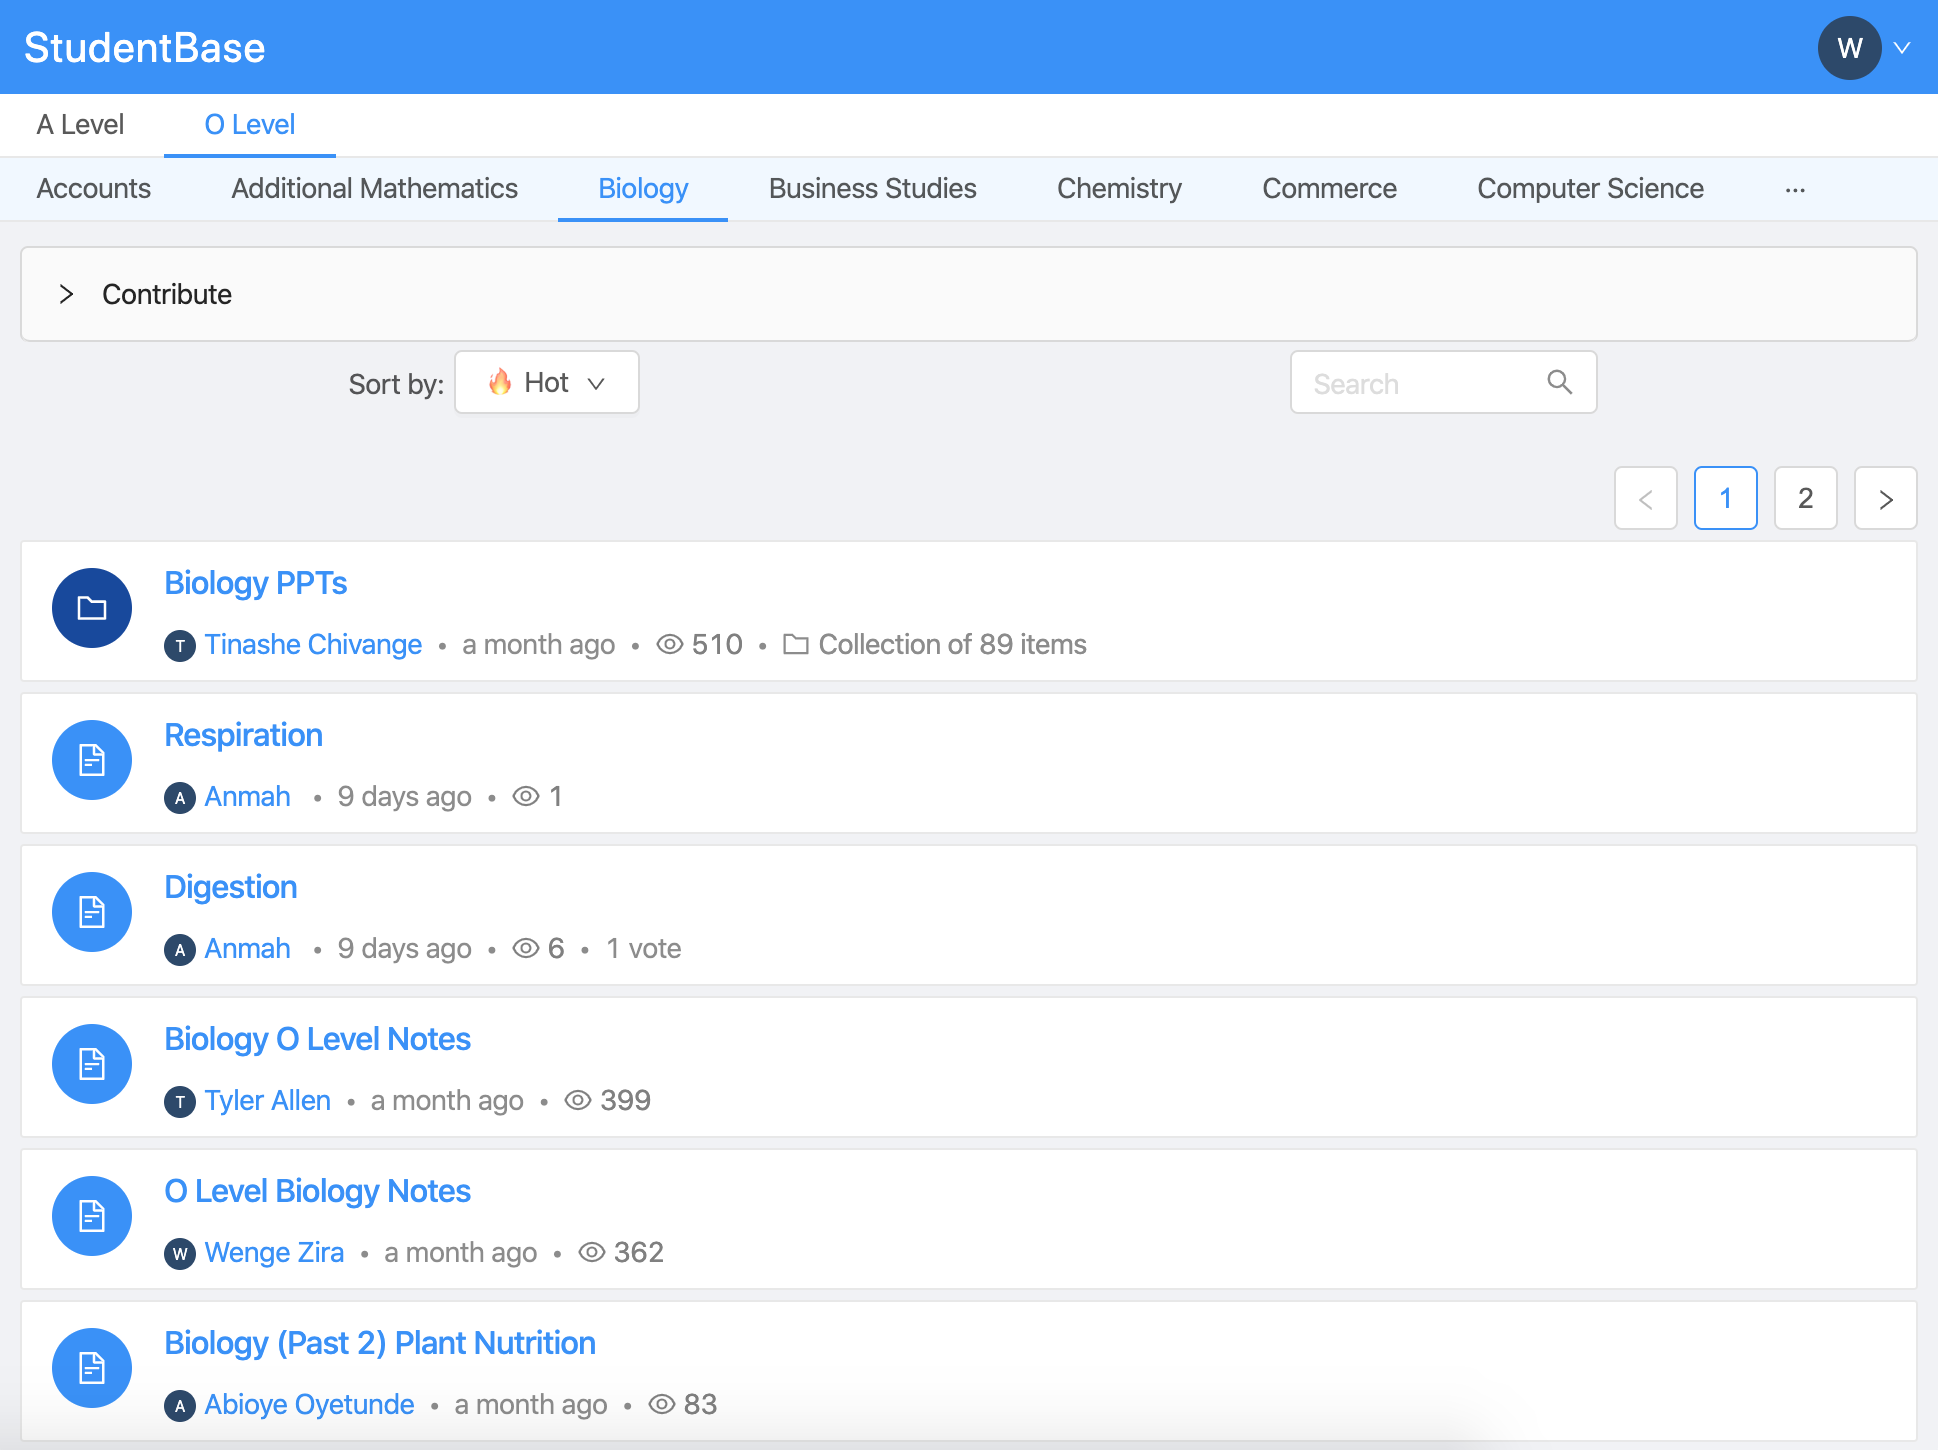 StudentBase
W
A Level O Level
Accounts Additional Mathematics Biology Business Studies Chemistry Commerce Computer Science ...
Contribute
Sort by: Hot Search
1 2
Biology PPTs
T Tinashe Chivange • a month ago • 510 • Collection of 89 items
Respiration
A Anmah • 9 days ago • 1
Digestion
A Anmah • 9 days ago • 6 • 1 vote
Biology O Level Notes
T Tyler Allen • a month ago • 399
O Level Biology Notes
W Wenge Zira • a month ago • 362
Biology (Past 2) Plant Nutrition
A Abioye Oyetunde • a month ago • 83